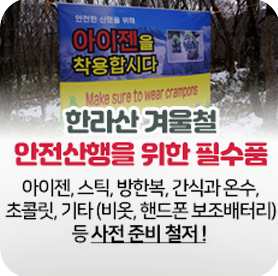 안전한 산행을 위해
아이젠을
착용합시다
Make sure to wear crampons
한라산 겨울철
안전산행을 위한 필수품
아이젠, 스틱, 방한복, 간식과 온수,
초콜릿, 기타 (비옷, 핸드폰 보조배터리)
등 사전 준비 철저!